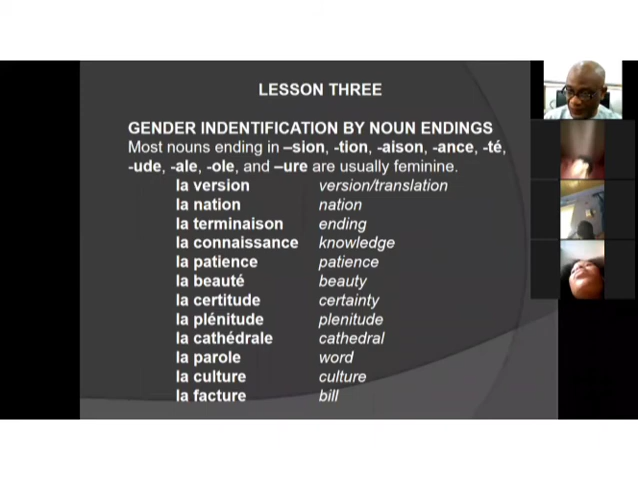 LESSON THREE
GENDER INDENTIFICATION BY NOUN ENDINGS
Most nouns ending in –sion, -tion, -aison, -ance, -té,
-ude, -ale, -ole, and –ure are usually feminine.
la version version/translation
la nation nation
la terminaison ending
la connaissance knowledge
la patience patience
la beauté beauty
la certitude certainty
la plénitude plenitude
la cathédrale cathedral
la parole word
la culture culture
la facture bill